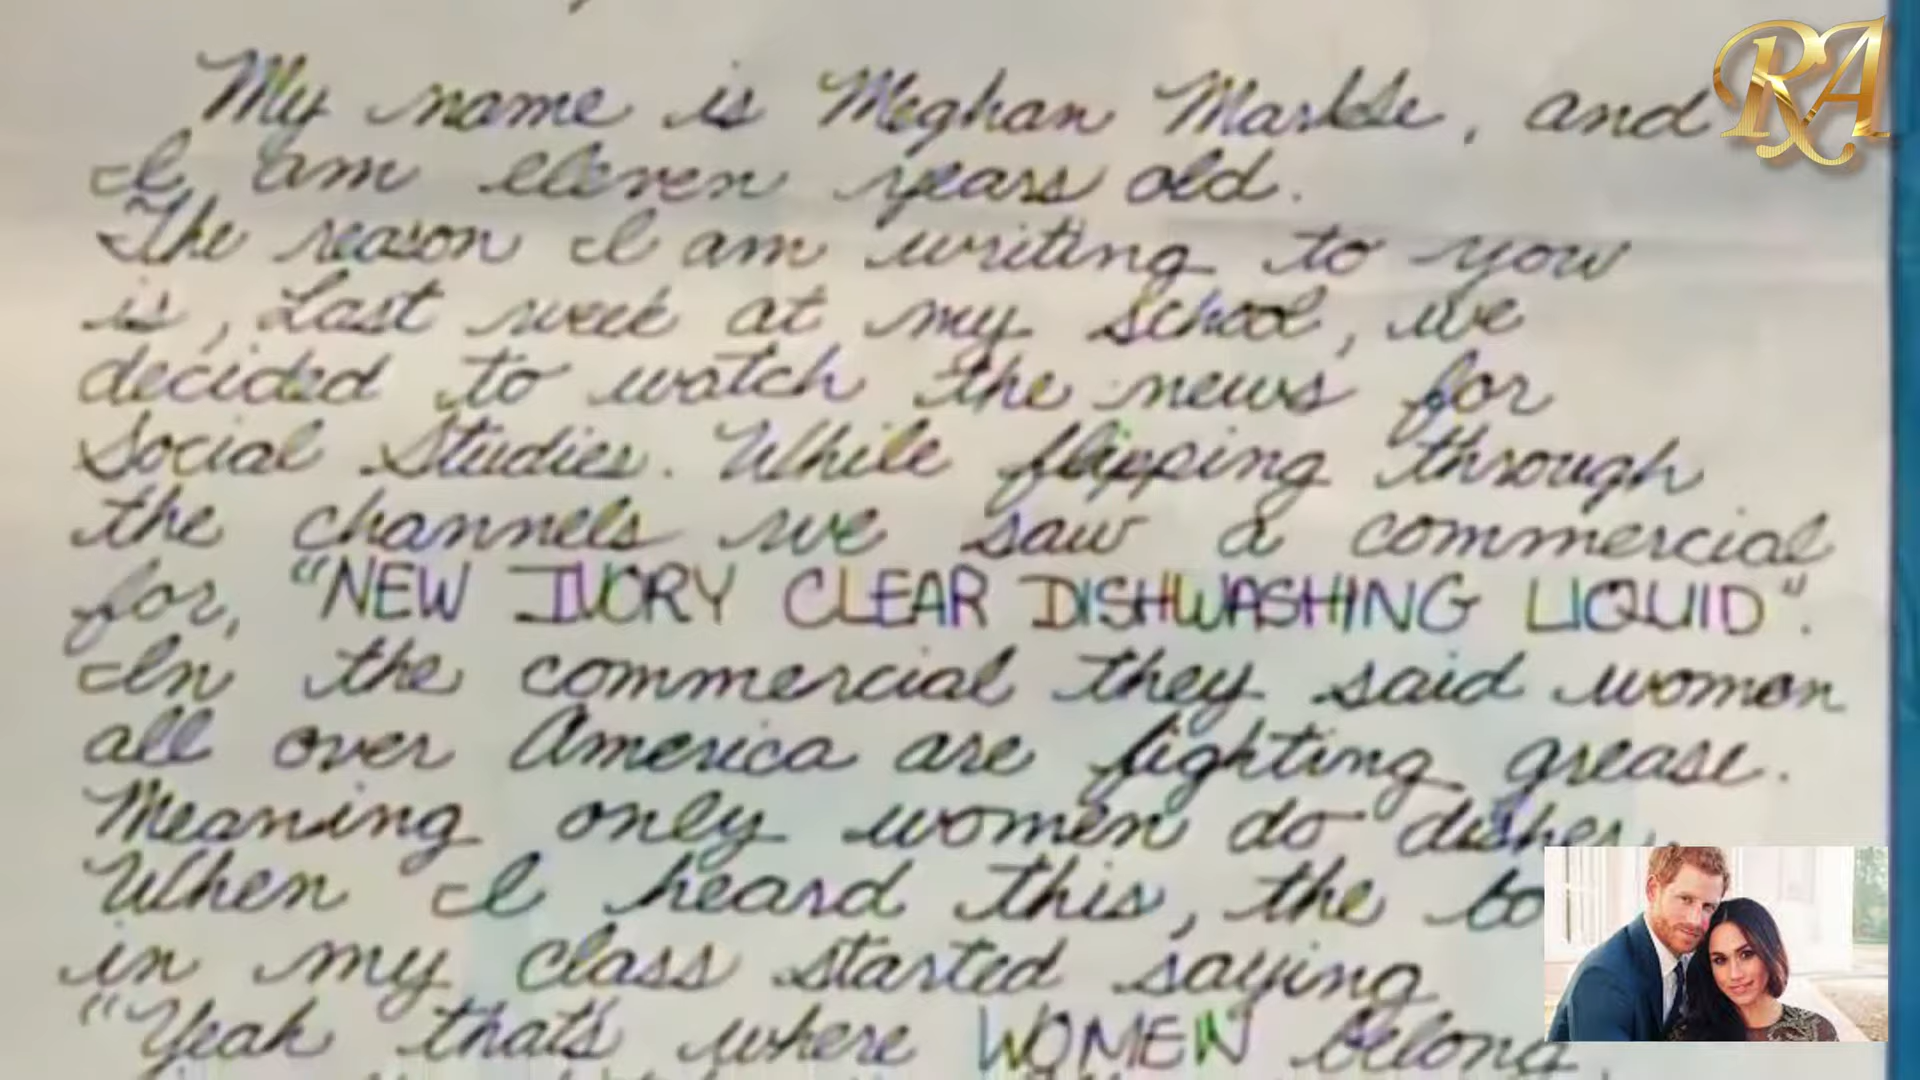 RA
My name is Meghan Markle, and
I am eleven years old.
The reason I am writing to you
is, Last week at my school, we
decided to watch the news for
Social Studies. While flipping through
the channels we saw a commercial
for, "NEW IVORY CLEAR DISHWASHING LIQUID".
In the commercial they said women
all over America are fighting grease.
Meaning only women do dishes.
When I heard this, the bo
in my class started saying
"Yeah that's where WOMEN belong,